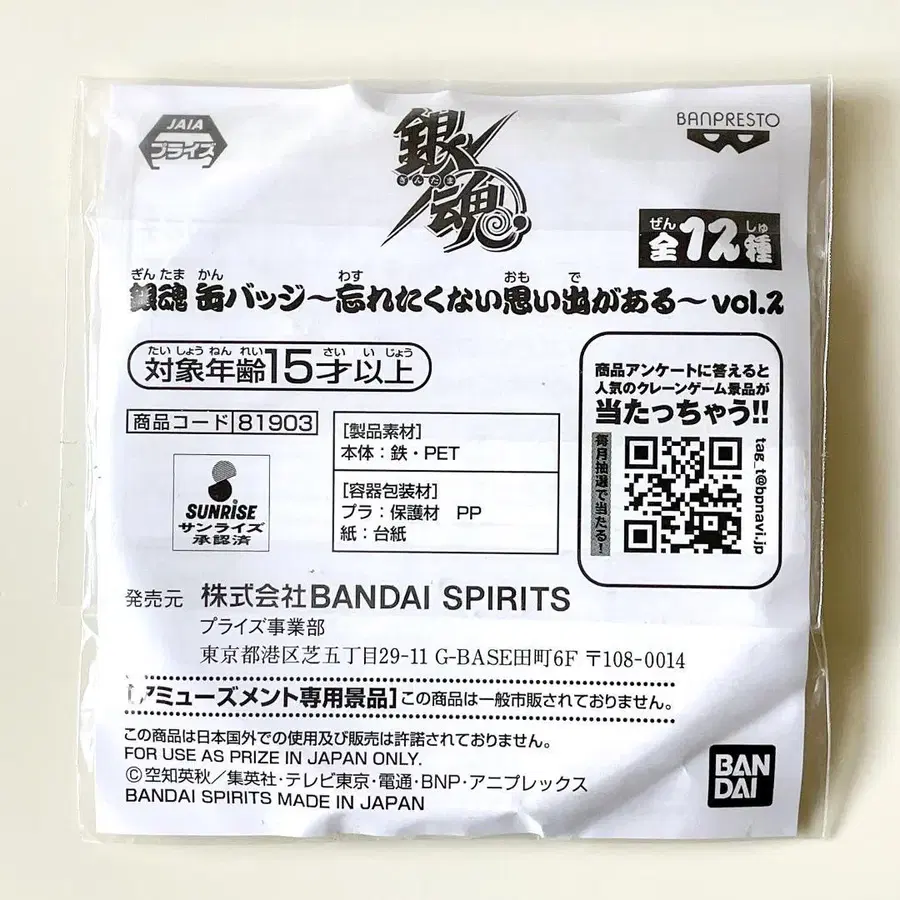 JAIA
プライズ
銀魂
ぎんたま
BANPRESTO
ぜん しゅ
全12種
ぎんたま かん わす おも で
銀魂 缶バッジ～忘れたくない思い出がある～ vol.2
たいしょうねんれい さいいじょう
対象年齢15才以上
商品コード 81903
SUNRISE
サンライズ
承認済
[製品素材]
本体：鉄・PET
[容器包装材]
プラ：保護材 PP
紙：台紙
商品アンケートに答えると
人気のクレーンゲーム景品が
当たっちゃう!!
毎月抽選で当たる！
tag_t@bpnavi.jp
発売元 株式会社BANDAI SPIRITS
プライズ事業部
東京都港区芝五丁目29-11 G-BASE田町6F 〒108-0014
[アミューズメント専用景品]この商品は一般市販されておりません。
この商品は日本国外での使用及び販売は許諾されておりません。
FOR USE AS PRIZE IN JAPAN ONLY.
©空知英秋／集英社・テレビ東京・電通・BNP・アニプレックス
BANDAI SPIRITS MADE IN JAPAN
BAN
DAI